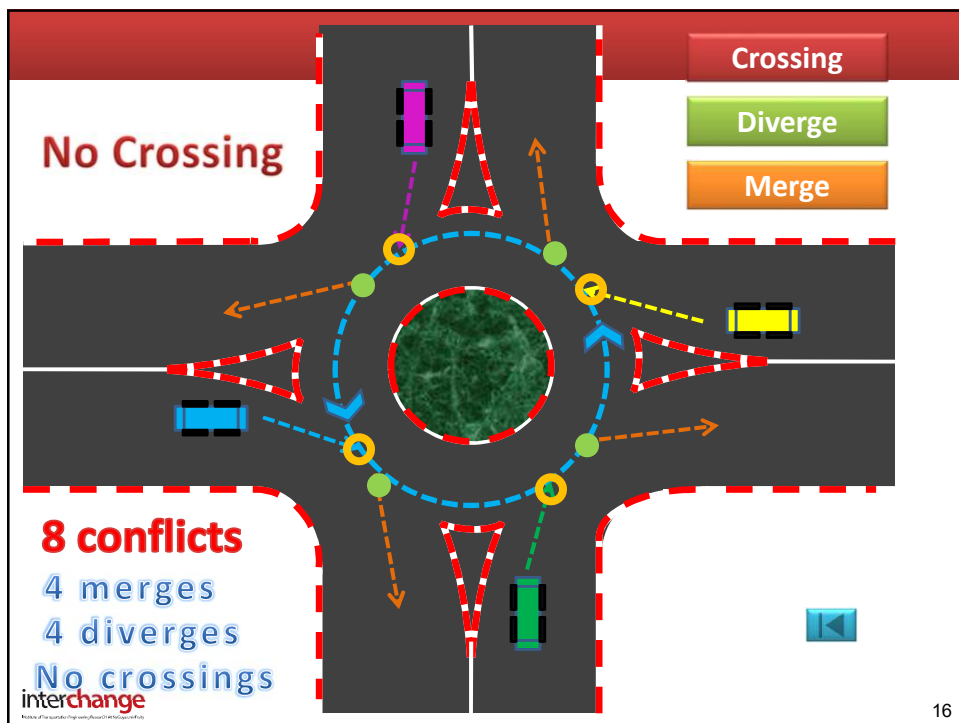 Crossing
Diverge
No Crossing
Merge
8 conflicts
4 merges
4 diverges
No crossings
interchange
16